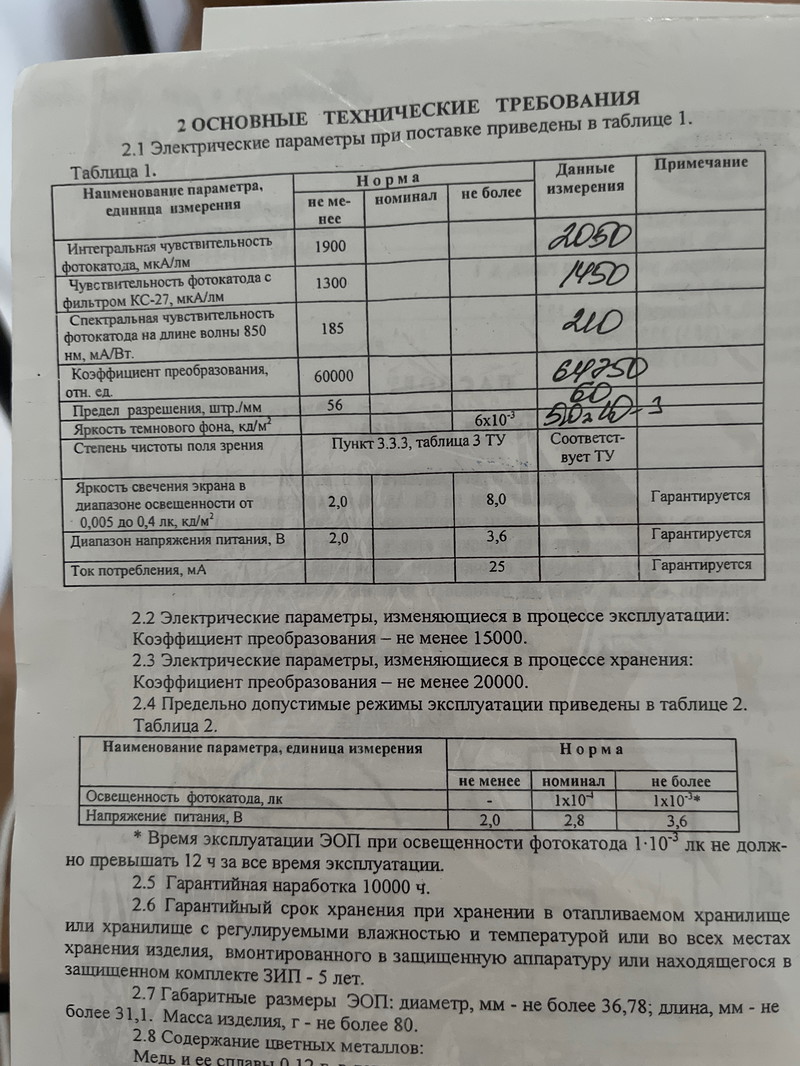 2 ОСНОВНЫЕ ТЕХНИЧЕСКИЕ ТРЕБОВАНИЯ
2.1 Электрические параметры при поставке приведены в таблице 1.
Таблица 1.
Наименование параметра, единица измерения
Норма
Данные измерения
Примечание
не менее
номинал
не более
Интегральная чувствительность
фотокатода, мкА/лм
1900
2050
Чувствительность фотокатода с
фильтром КС-27, мкА/лм
1300
1450
Спектральная чувствительность
фотокатода на длине волны 850
нм, мА/Вт.
185
210
Коэффициент преобразования,
отн. ед.
60000
64750
Предел разрешения, штр./мм
56
60
Яркость темнового фона, кд/м²
6x10⁻³
Степень чистоты поля зрения
Пункт 3.3.3, таблица 3 ТУ
Соответст-
вует ТУ
Яркость свечения экрана в
диапазоне освещенности от
0,005 до 0,4 лк, кд/м²
2,0
8,0
Гарантируется
Диапазон напряжения питания, В
2,0
3,6
Гарантируется
Ток потребления, мА
25
Гарантируется
2.2 Электрические параметры, изменяющиеся в процессе эксплуатации:
Коэффициент преобразования – не менее 15000.
2.3 Электрические параметры, изменяющиеся в процессе хранения:
Коэффициент преобразования – не менее 20000.
2.4 Предельно допустимые режимы эксплуатации приведены в таблице 2.
Таблица 2.
Наименование параметра, единица измерения
Норма
не менее
номинал
не более
Освещенность фотокатода, лк
-
1x10⁻⁴
1x10⁻³*
Напряжение питания, В
2,0
2,8
3,6
* Время эксплуатации ЭОП при освещенности фотокатода 1·10⁻³ лк не долж-
но превышать 12 ч за все время эксплуатации.
2.5 Гарантийная наработка 10000 ч.
2.6 Гарантийный срок хранения при хранении в отапливаемом хранилище
или хранилище с регулируемыми влажностью и температурой или во всех местах
хранения изделия, вмонтированного в защищенную аппаратуру или находящегося в
защищенном комплекте ЗИП - 5 лет.
2.7 Габаритные размеры ЭОП: диаметр, мм - не более 36,78; длина, мм - не
более 31,1. Масса изделия, г - не более 80.
2.8 Содержание цветных металлов:
Медь и ее сплавы 0,12 г